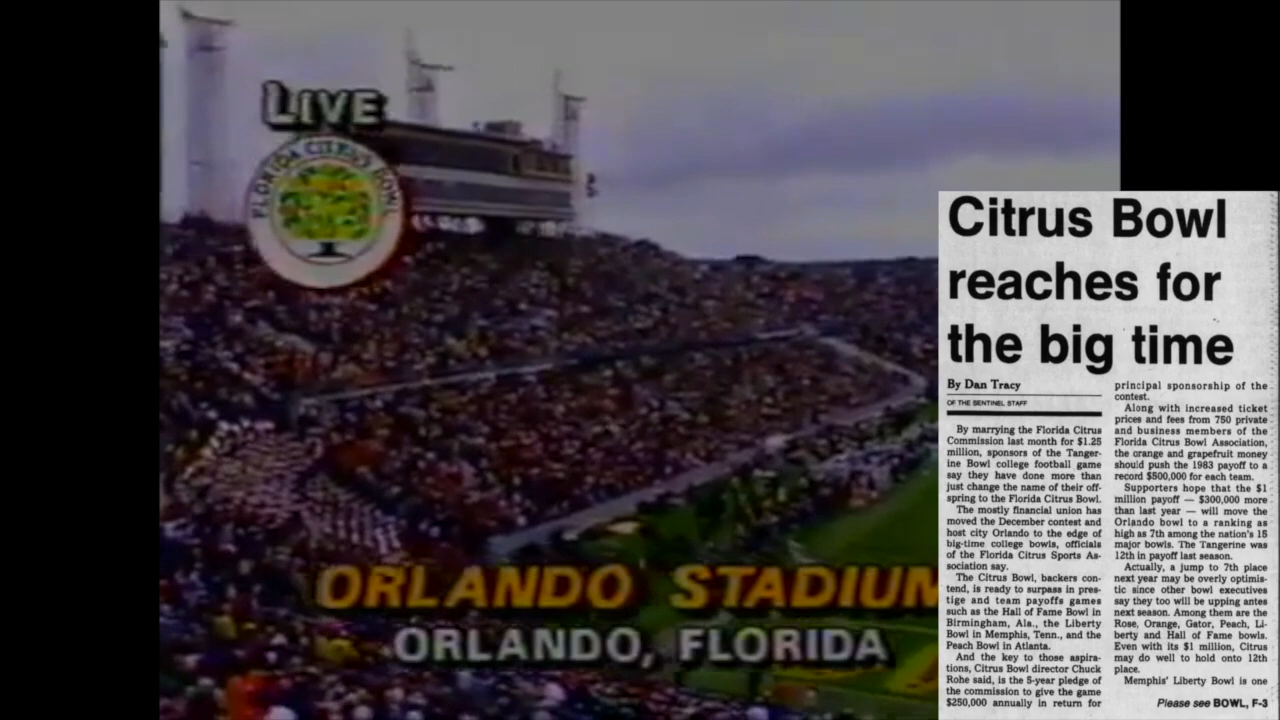 LIVE
FLORIDA CITRUS BOWL
ORLANDO STADIUM
ORLANDO, FLORIDA
Citrus Bowl
reaches for
the big time
By Dan Tracy
OF THE SENTINEL STAFF
By marrying the Florida Citrus
Commission last month for $1.25
million, sponsors of the Tanger-
ine Bowl college football game
say they have done more than
just change the name of their off-
spring to the Florida Citrus Bowl.
The mostly financial union has
moved the December contest and
host city Orlando to the edge of
big-time college bowls, officials
of the Florida Citrus Sports As-
sociation say.
The Citrus Bowl, backers con-
tend, is ready to surpass in pres-
tige and team payoffs games
such as the Hall of Fame Bowl in
Birmingham, Ala., the Liberty
Bowl in Memphis, Tenn., and the
Peach Bowl in Atlanta.
And the key to those aspira-
tions, Citrus Bowl director Chuck
Rohe said, is the 5-year pledge of
the commission to give the game
$250,000 annually in return for
principal sponsorship of the
contest.
Along with increased ticket
prices and fees from 750 private
and business members of the
Florida Citrus Bowl Association,
the orange and grapefruit money
should push the 1983 payoff to a
record $500,000 for each team.
Supporters hope that the $1
million payoff — $300,000 more
than last year — will move the
Orlando bowl to a ranking as
high as 7th among the nation's 15
major bowls. The Tangerine was
12th in payoff last season.
Actually, a jump to 7th place
next year may be overly optimis-
tic since other bowl executives
say they too will be upping antes
next season. Among them are the
Rose, Orange, Gator, Peach, Li-
berty and Hall of Fame bowls.
Even with its $1 million, Citrus
may do well to hold onto 12th
place.
Memphis' Liberty Bowl is one
Please see BOWL, F-3